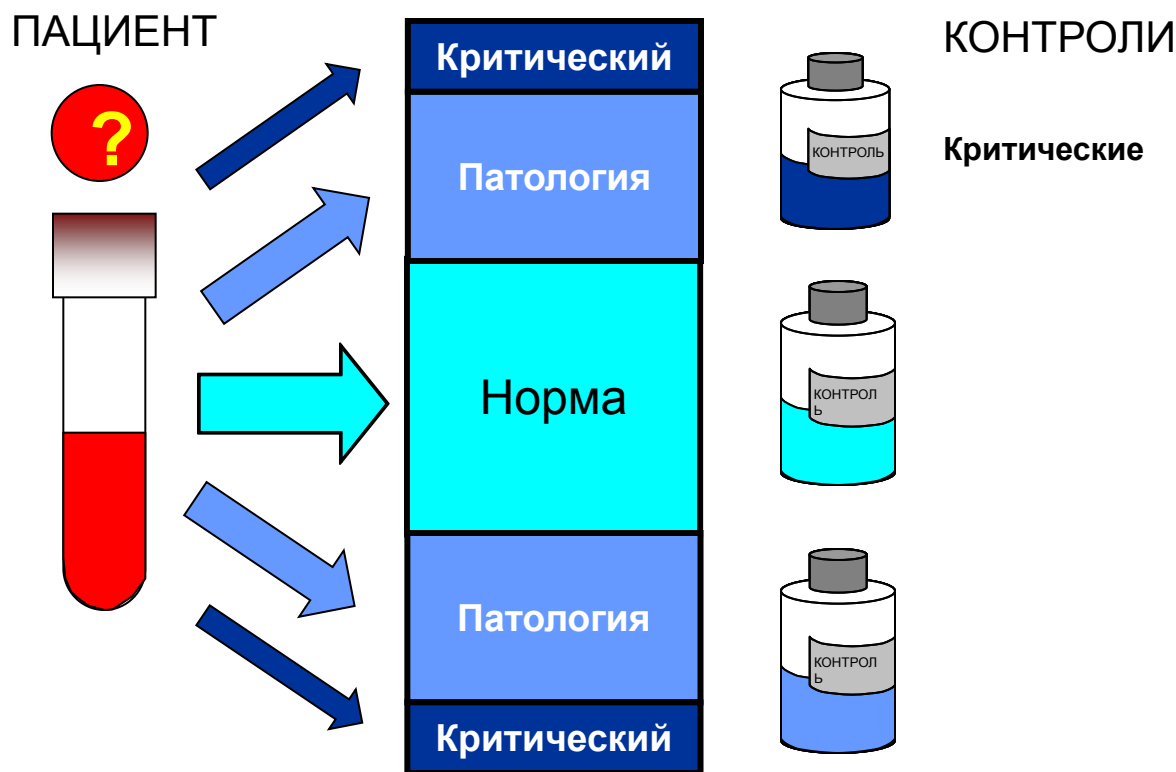 ПАЦИЕНТ
КОНТРОЛИ
?
Критический
Патология
Норма
Патология
Критический
КОНТРОЛЬ
Критические
КОНТРОЛ
Ь
КОНТРОЛ
Ь